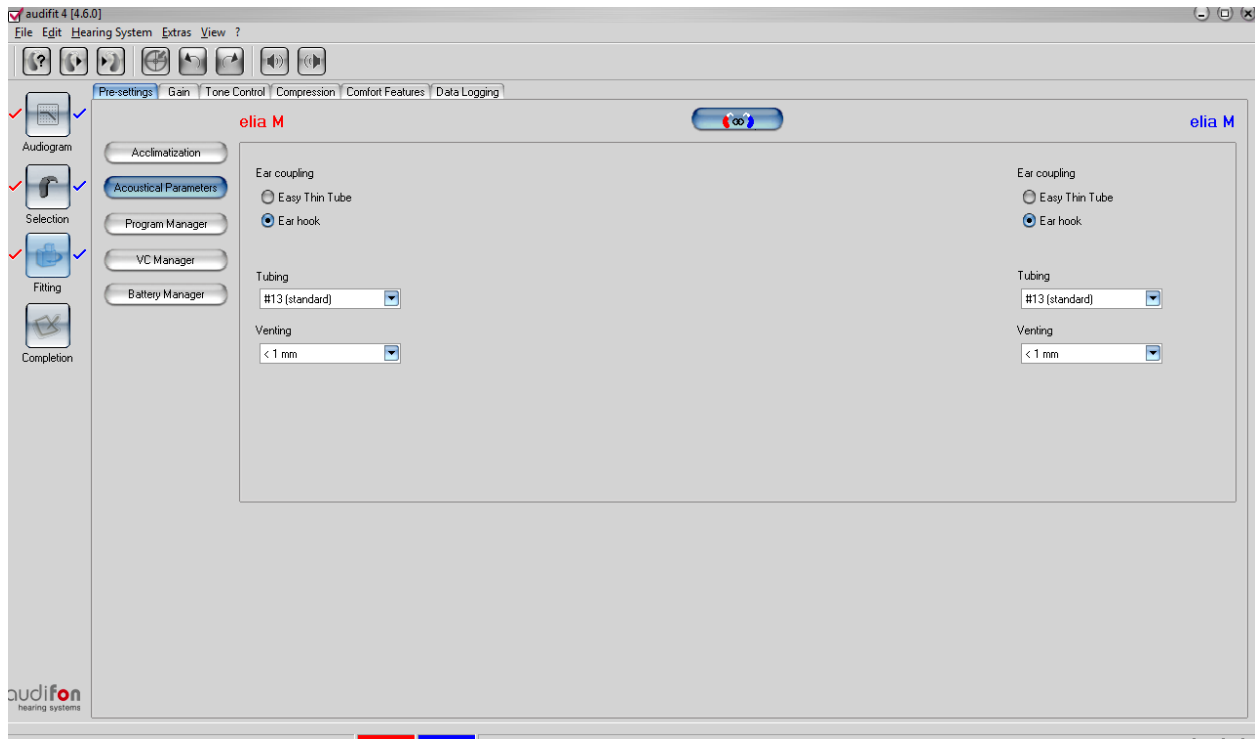 audifit 4 [4.6.0]
File Edit Hearing System Extras View ?
Pre-settings Gain Tone Control Compression Comfort Features Data Logging
elia M elia M
Audiogram
Selection
Fitting
Completion
Acclimatization
Acoustical Parameters
Program Manager
VC Manager
Battery Manager
Ear coupling Ear coupling
Easy Thin Tube Easy Thin Tube
Ear hook Ear hook
Tubing Tubing
#13 (standard) #13 (standard)
Venting Venting
< 1 mm < 1 mm
audifon
hearing systems